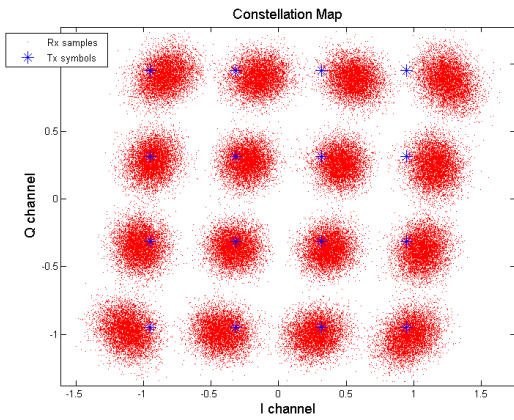 Constellation Map
Rx samples
Tx symbols
0.5
0
-0.5
-1
Q channel
-1.5
-1
-0.5
0
0.5
1
1.5
I channel